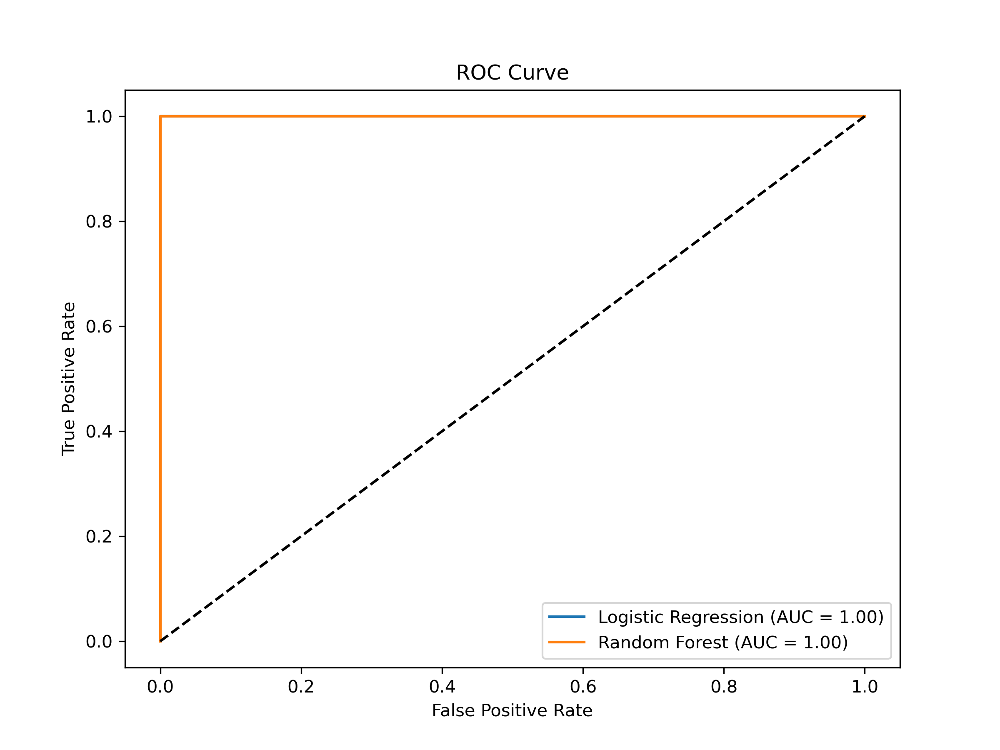 ROC Curve
True Positive Rate
1.0
0.8
0.6
0.4
0.2
0.0
Logistic Regression (AUC = 1.00)
Random Forest (AUC = 1.00)
0.0 0.2 0.4 0.6 0.8 1.0
False Positive Rate